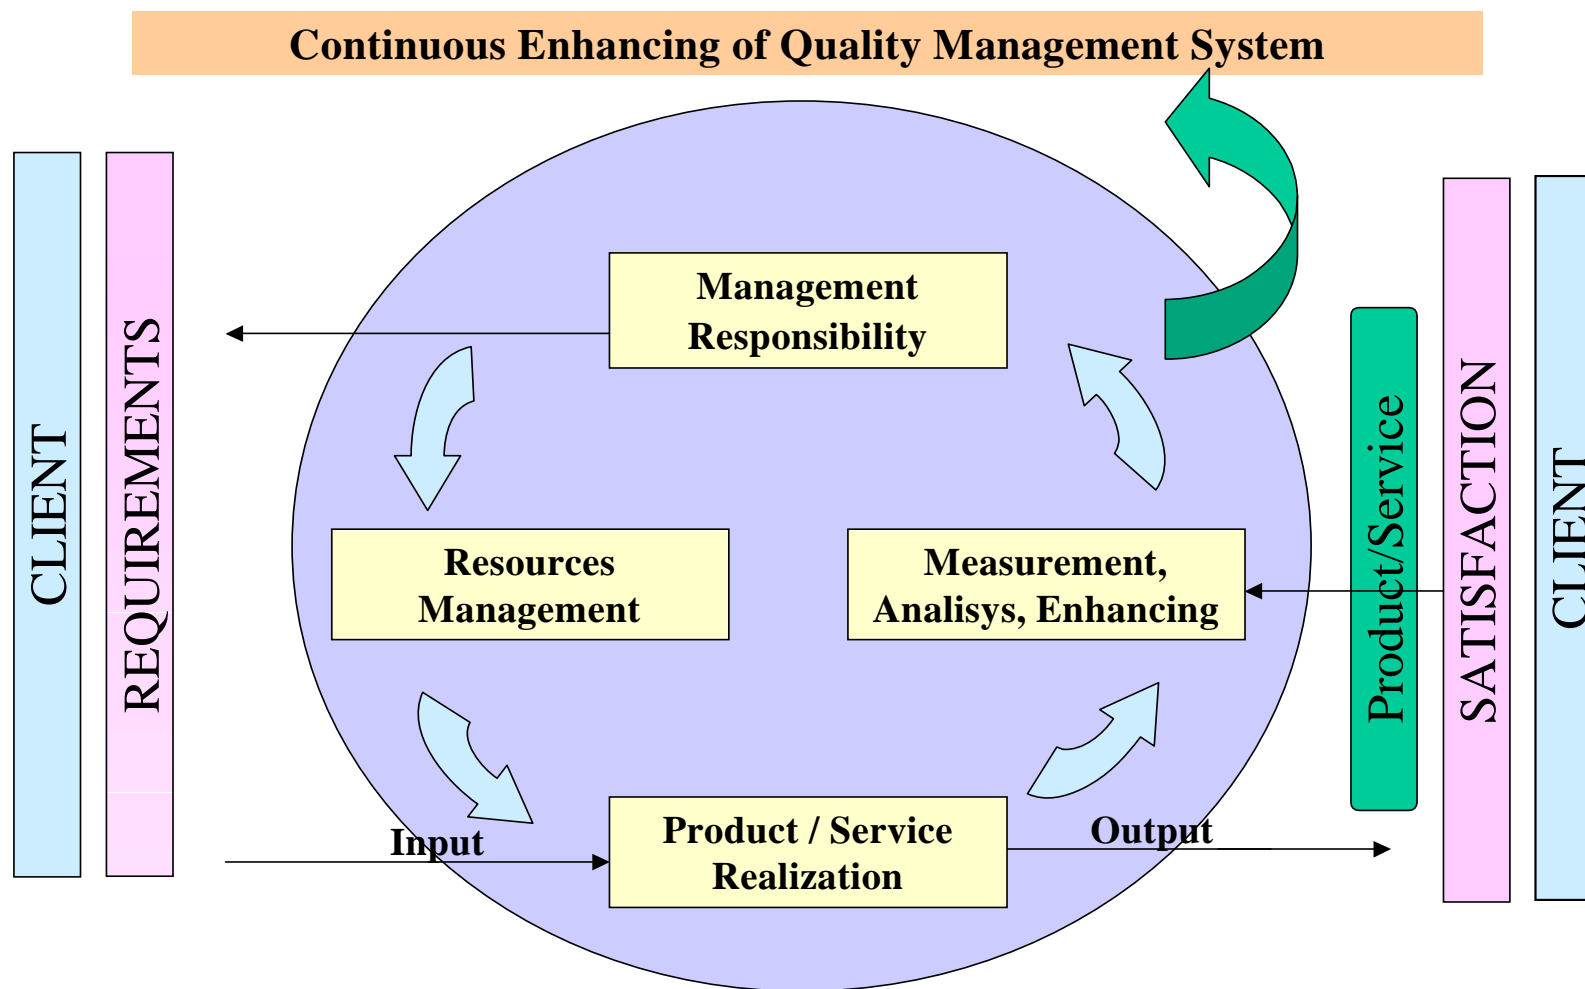 Continuous Enhancing of Quality Management System
CLIENT
REQUIREMENTS
Management
Responsibility
Resources
Management
Measurement,
Analisys, Enhancing
Product / Service
Realization
Input
Output
Product/Service
SATISFACTION
CLIENT